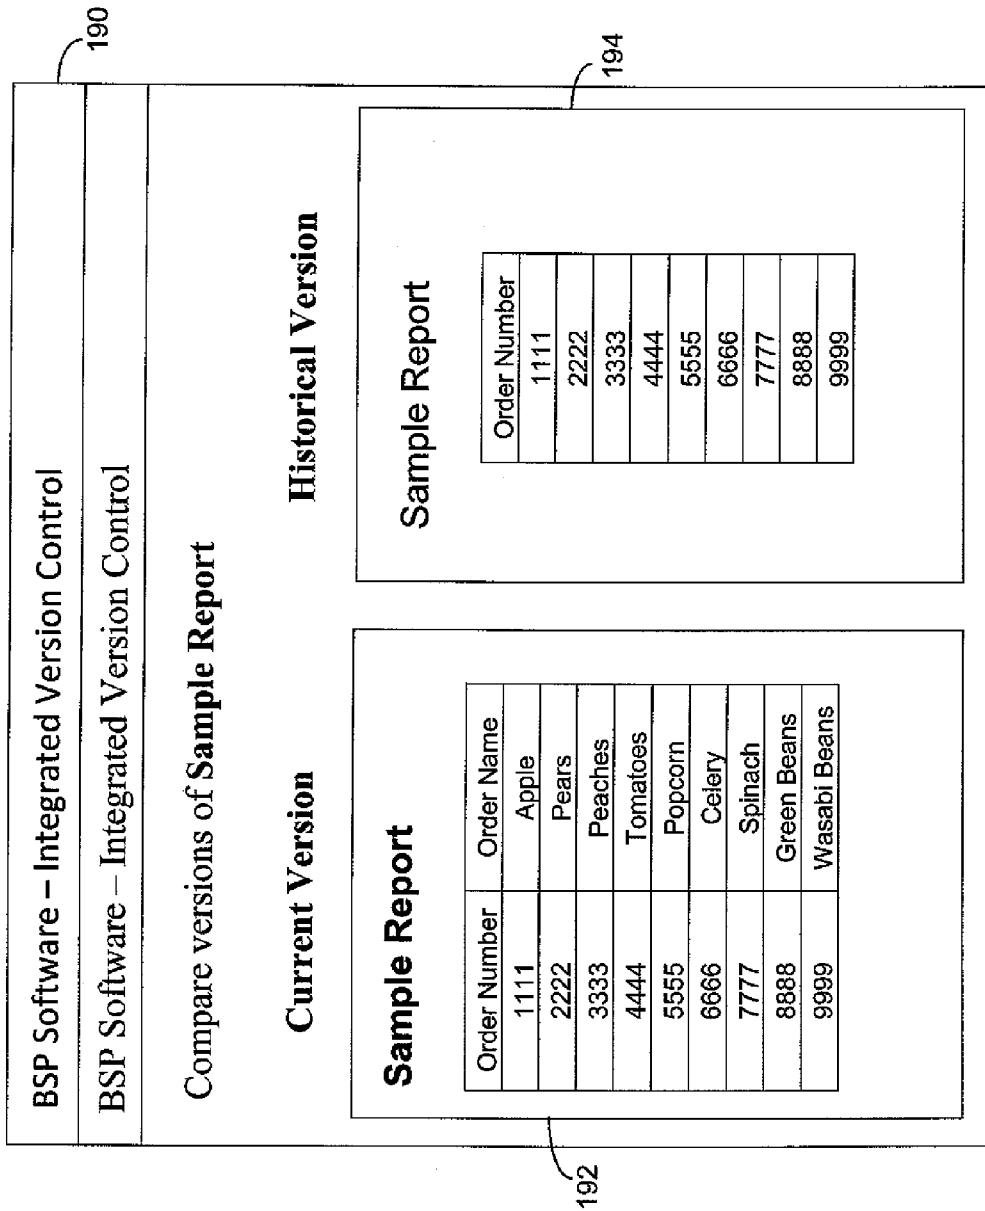 190
BSP Software – Integrated Version Control
BSP Software – Integrated Version Control
Compare versions of Sample Report
Current Version
Historical Version
192
Sample Report
Order Number Order Name
1111 Apple
2222 Pears
3333 Peaches
4444 Tomatoes
5555 Popcorn
6666 Celery
7777 Spinach
8888 Green Beans
9999 Wasabi Beans
194
Sample Report
Order Number
1111
2222
3333
4444
5555
6666
7777
8888
9999